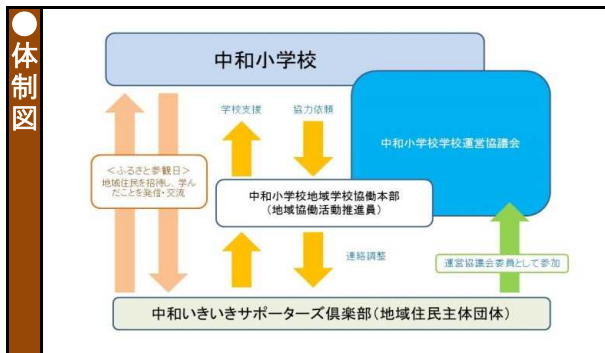 ●体制図
中和小学校
学校支援
協力依頼
中和小学校学校運営協議会
＜ふるさと参観日＞
地域住民を招待し、学ん
だことを発信・交流
中和小学校地域学校協働本部
（地域協働活動推進員）
連絡調整
運営協議会委員として参加
中和いきいきサポーターズ倶楽部（地域住民主体団体）